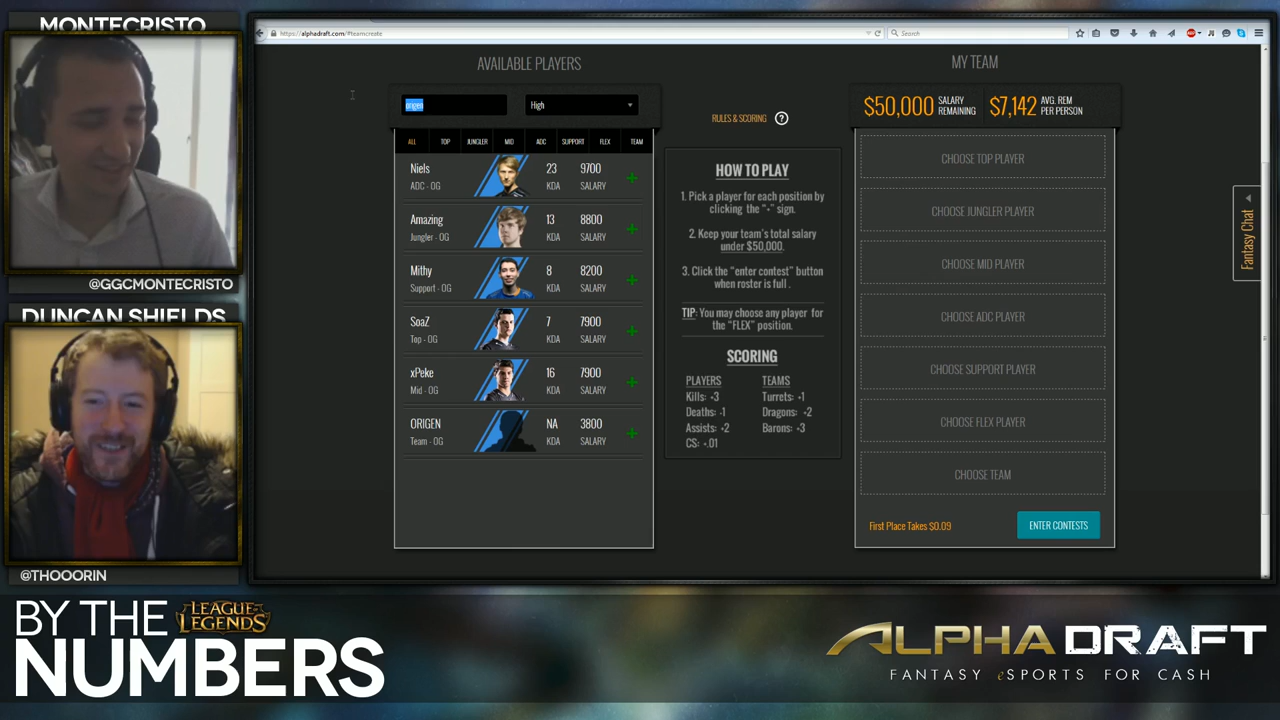 MONTECRISTO
@GGCMONTECRISTO
DUNCAN SHIELDS
@THOOORIN
https://alphadraft.com/#teamcreate
Search
AVAILABLE PLAYERS
origen
High
ALL TOP JUNGLER MID ADC SUPPORT FLEX TEAM
Niels 23 9700
ADC - OG KDA SALARY
Amazing 13 8800
Jungler - OG KDA SALARY
Mithy 8 8200
Support - OG KDA SALARY
SoaZ 7 7900
Top - OG KDA SALARY
xPeke 16 7900
Mid - OG KDA SALARY
ORIGEN NA 3800
Team - OG KDA SALARY
RULES & SCORING ?
HOW TO PLAY
1. Pick a player for each position by
clicking the "+" sign.
2. Keep your team's total salary
under $50,000.
3. Click the "enter contest" button
when roster is full .
TIP: You may choose any player for
the "FLEX" position.
SCORING
PLAYERS TEAMS
Kills: +3 Turrets: +1
Deaths: -1 Dragons: +2
Assists: +2 Barons: +3
CS: +.01
MY TEAM
$50,000 SALARY REMAINING $7,142 AVG. REM PER PERSON
CHOOSE TOP PLAYER
CHOOSE JUNGLER PLAYER
CHOOSE MID PLAYER
CHOOSE ADC PLAYER
CHOOSE SUPPORT PLAYER
CHOOSE FLEX PLAYER
CHOOSE TEAM
First Place Takes $0.09 ENTER CONTESTS
Fantasy Chat
BY THE LEAGUE OF LEGENDS
NUMBERS
ALPHADRAFT
FANTASY eSPORTS FOR CASH